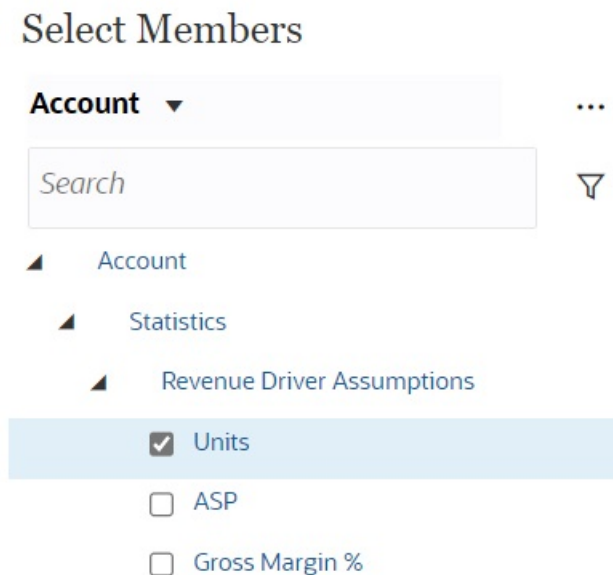 Select Members
Account
...
Search
Account
Statistics
Revenue Driver Assumptions
Units
ASP
Gross Margin %